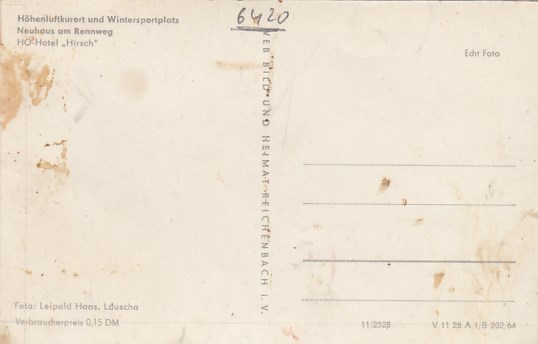 Höhenluftkurort und Wintersportplatz
Neuhaus am Rennweg
HO-Hotel „Hirsch"
6420
Echt Foto
VEB BILD UND HEIMAT REICHENBACH I. V.
Foto: Leipold Haas, Lauscha
Verbraucherpreis 0,15 DM
11/2528
V 11 28 A 1/B 202/64